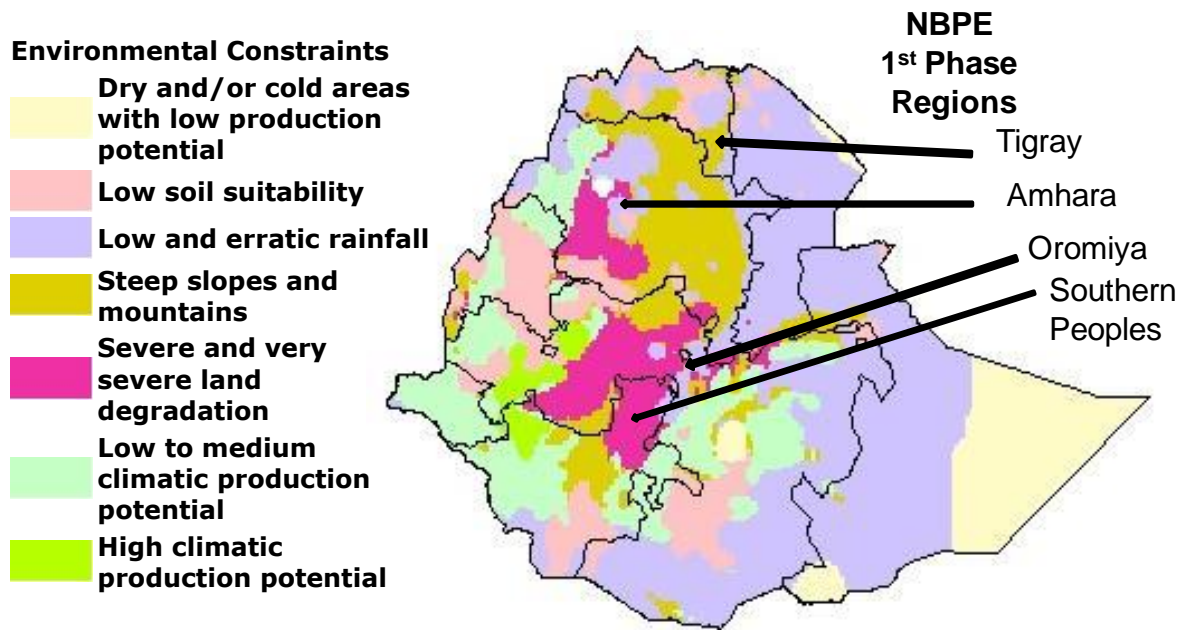 Environmental Constraints
Dry and/or cold areas
with low production
potential
Low soil suitability
Low and erratic rainfall
Steep slopes and
mountains
Severe and very
severe land
degradation
Low to medium
climatic production
potential
High climatic
production potential
NBPE
1st Phase
Regions
Tigray
Amhara
Oromiya
Southern
Peoples